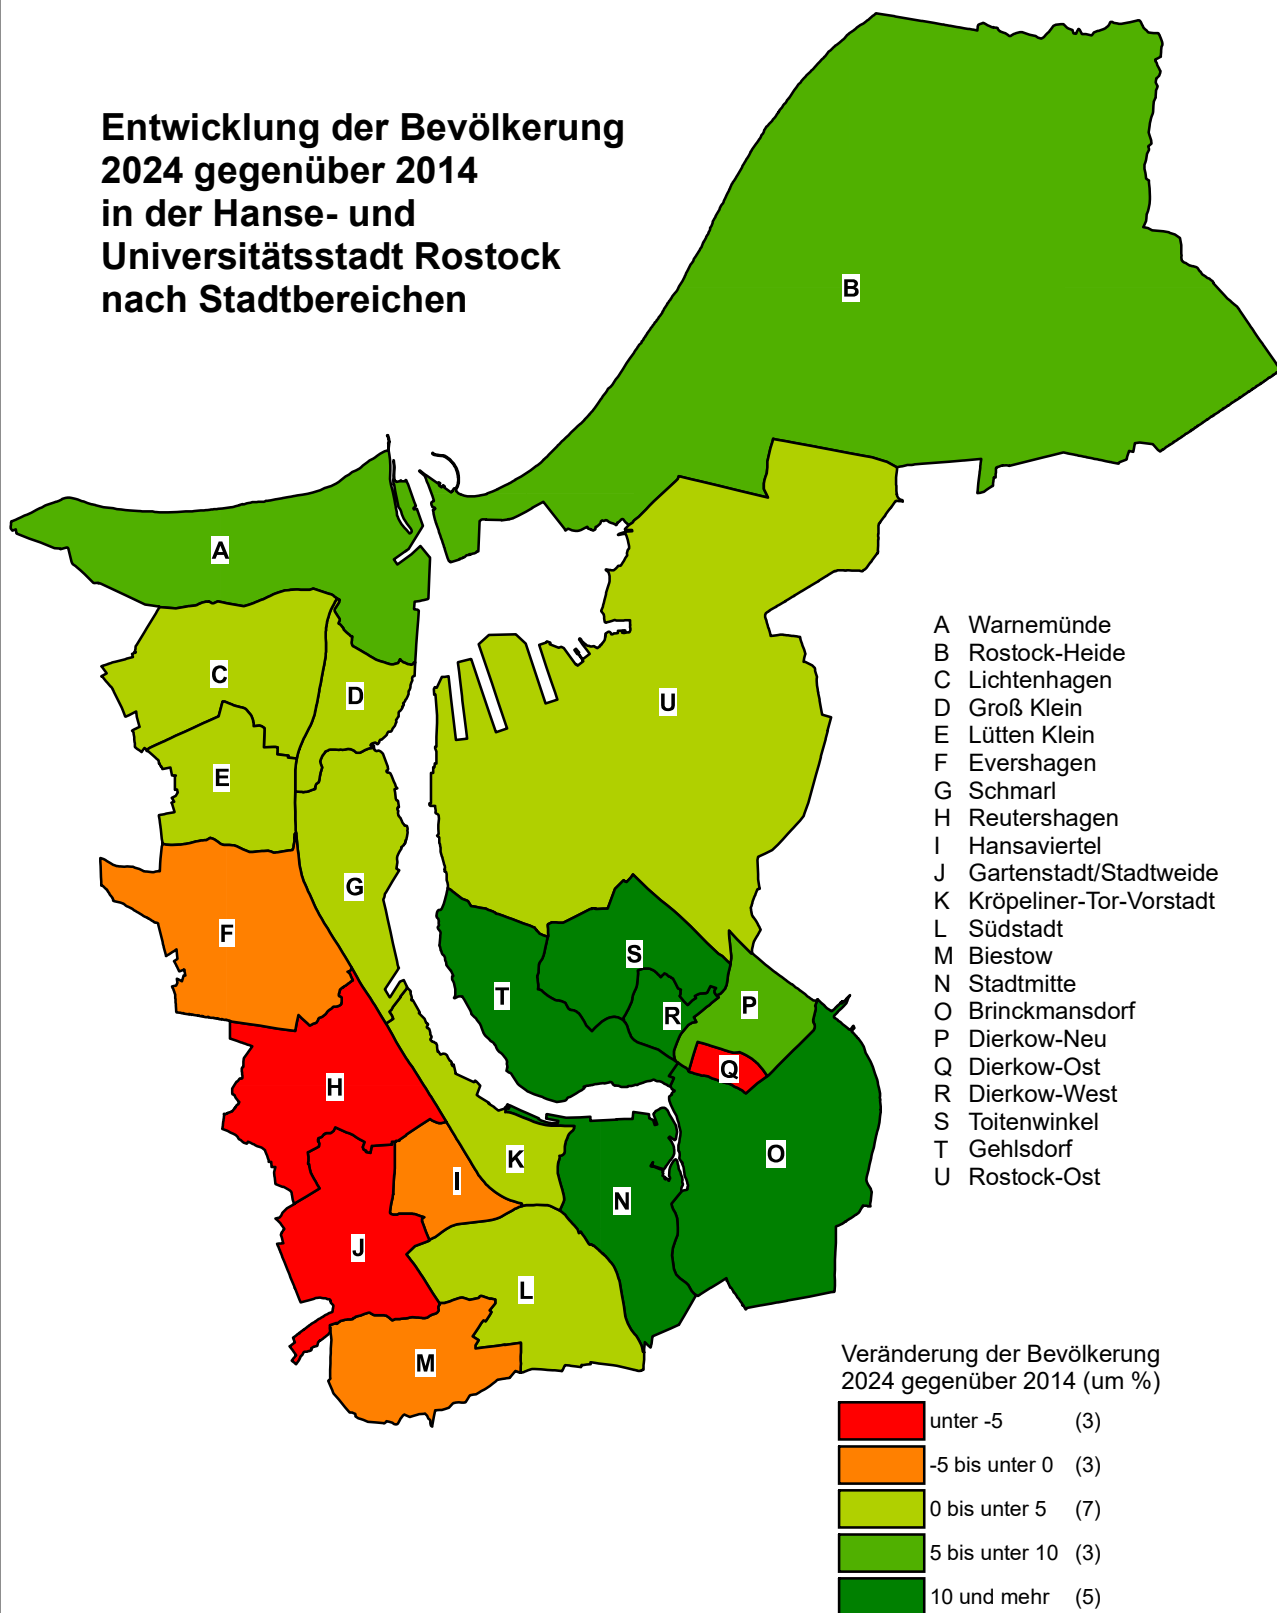 Entwicklung der Bevölkerung
2024 gegenüber 2014
in der Hanse- und
Universitätsstadt Rostock
nach Stadtbereichen
B
A
C
D
U
E
G
F
S
T
R
P
Q
H
K
I
O
N
J
L
M
A Warnemünde
B Rostock-Heide
C Lichtenhagen
D Groß Klein
E Lütten Klein
F Evershagen
G Schmarl
H Reutershagen
I Hansaviertel
J Gartenstadt/Stadtweide
K Kröpeliner-Tor-Vorstadt
L Südstadt
M Biestow
N Stadtmitte
O Brinckmansdorf
P Dierkow-Neu
Q Dierkow-Ost
R Dierkow-West
S Toitenwinkel
T Gehlsdorf
U Rostock-Ost
Veränderung der Bevölkerung
2024 gegenüber 2014 (um %)
unter -5 (3)
-5 bis unter 0 (3)
0 bis unter 5 (7)
5 bis unter 10 (3)
10 und mehr (5)